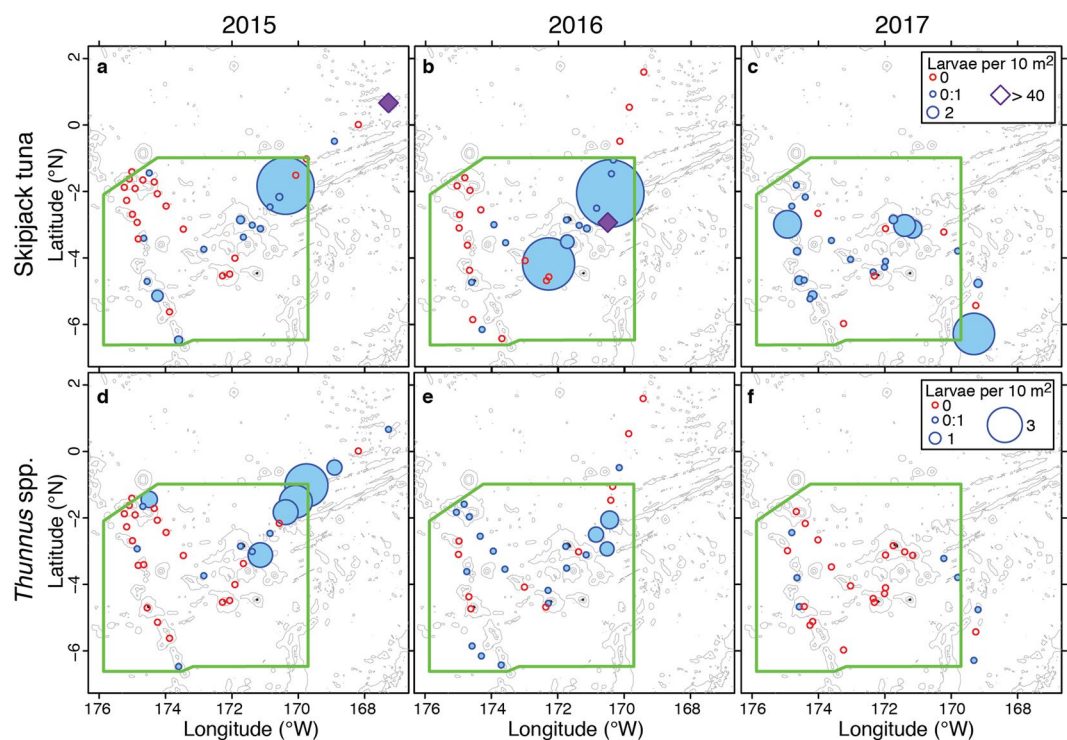 2015 2016 2017
Skipjack tuna
Latitude (°N)
2
0
−2
−4
−6
a
b
c
Larvae per 10 m2
0
0:1
2
> 40
Thunnus spp.
Latitude (°N)
2
0
−2
−4
−6
d
e
f
Larvae per 10 m2
0
0:1
1
3
176 174 172 170 168 176 174 172 170 168 176 174 172 170 168
Longitude (°W) Longitude (°W) Longitude (°W)